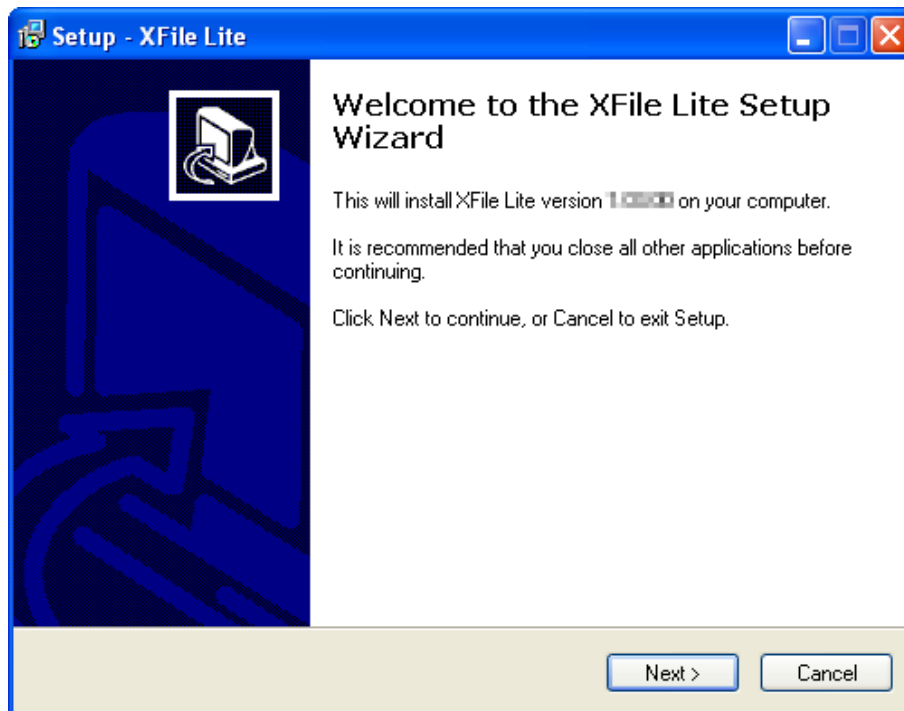 Setup - XFile Lite
Welcome to the XFile Lite Setup
Wizard
This will install XFile Lite version on your computer.
It is recommended that you close all other applications before
continuing.
Click Next to continue, or Cancel to exit Setup.
Next >
Cancel